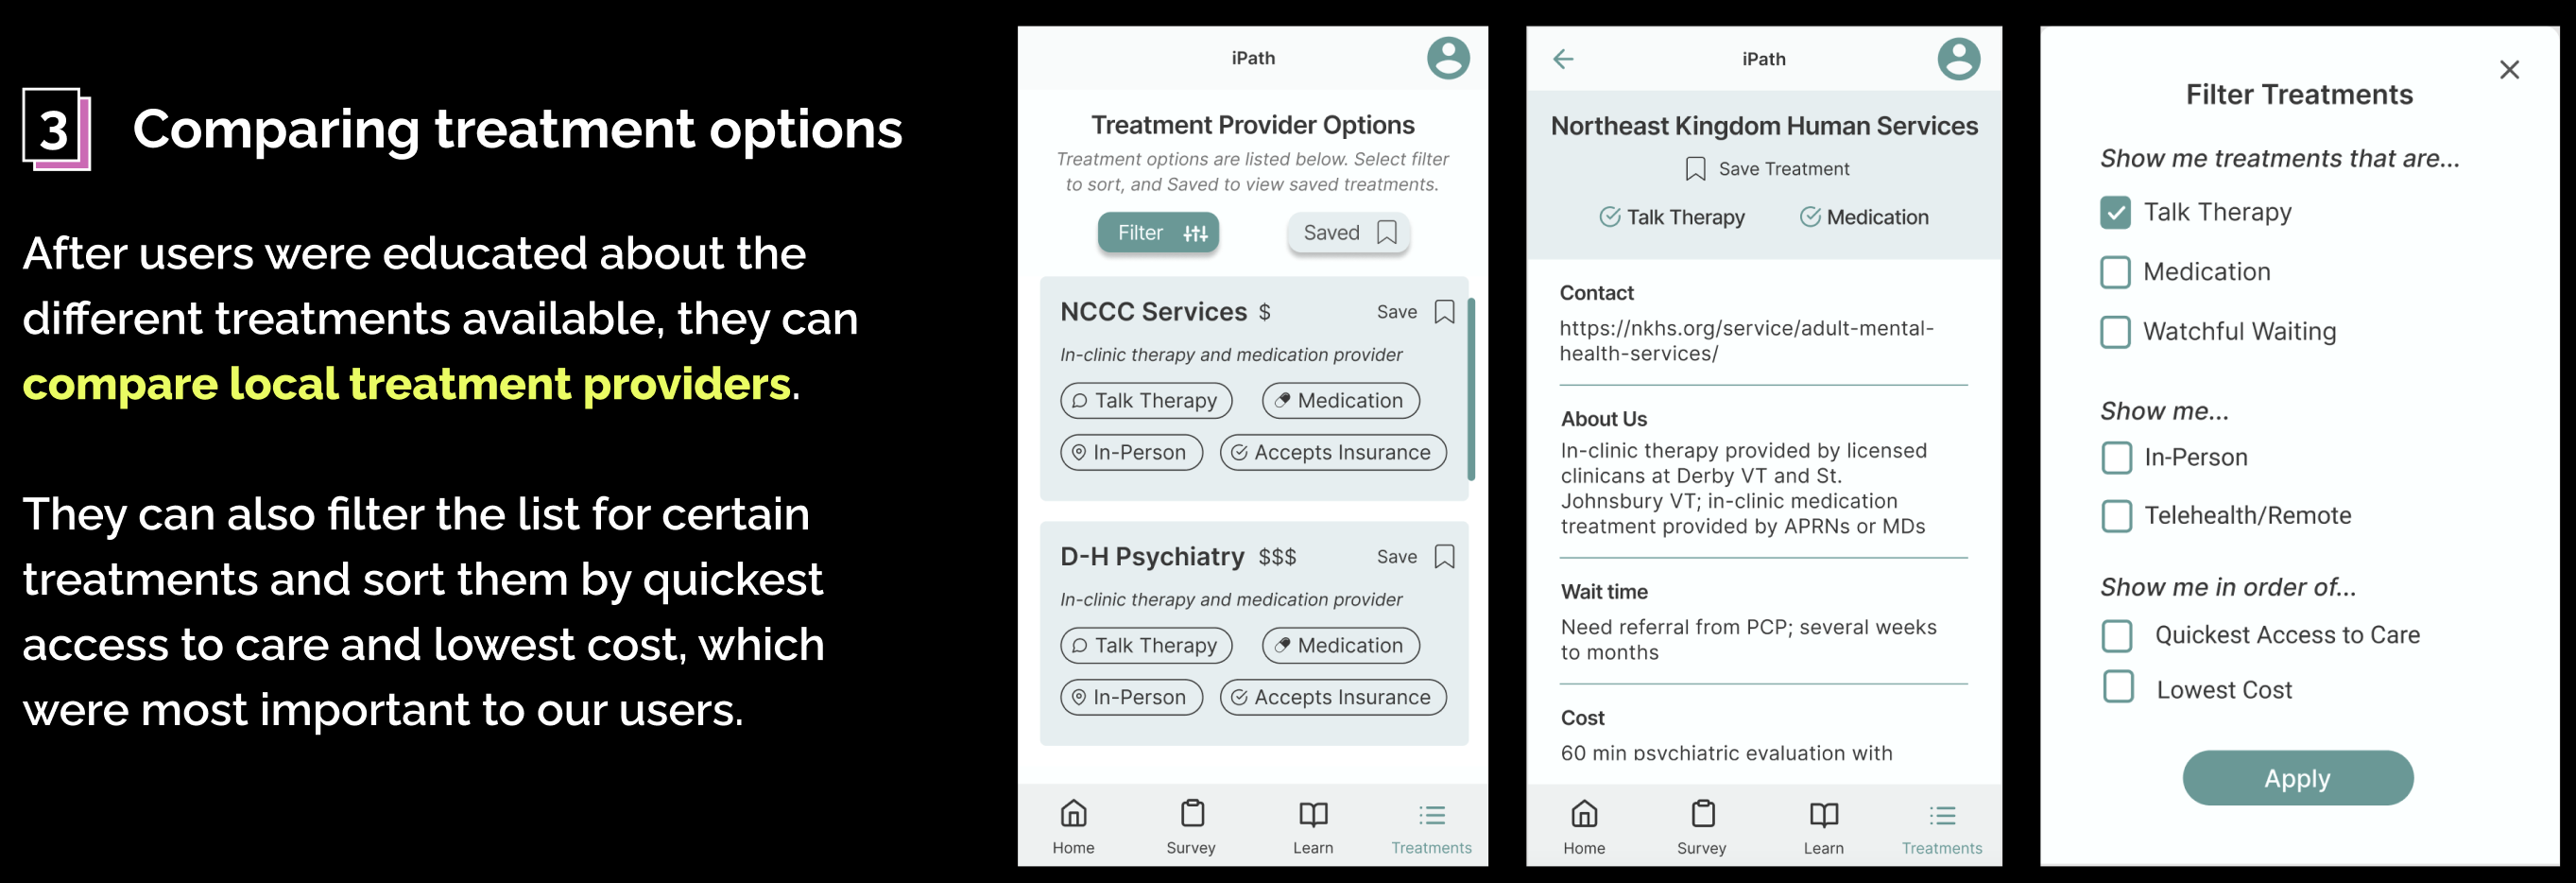 3 Comparing treatment options
After users were educated about the
different treatments available, they can
compare local treatment providers.
They can also filter the list for certain
treatments and sort them by quickest
access to care and lowest cost, which
were most important to our users.
iPath
Treatment Provider Options
Treatment options are listed below. Select filter
to sort, and Saved to view saved treatments.
Filter
Saved
NCCC Services $
Save
In-clinic therapy and medication provider
Talk Therapy
Medication
In-Person
Accepts Insurance
D-H Psychiatry $$$
Save
In-clinic therapy and medication provider
Talk Therapy
Medication
In-Person
Accepts Insurance
Home
Survey
Learn
Treatments
iPath
Northeast Kingdom Human Services
Save Treatment
Talk Therapy
Medication
Contact
https://nkhs.org/service/adult-mental-
health-services/
About Us
In-clinic therapy provided by licensed
clinicans at Derby VT and St.
Johnsbury VT; in-clinic medication
treatment provided by APRNs or MDs
Wait time
Need referral from PCP; several weeks
to months
Cost
60 min psychiatric evaluation with
Home
Survey
Learn
Treatments
Filter Treatments
Show me treatments that are...
Talk Therapy
Medication
Watchful Waiting
Show me...
In-Person
Telehealth/Remote
Show me in order of...
Quickest Access to Care
Lowest Cost
Apply